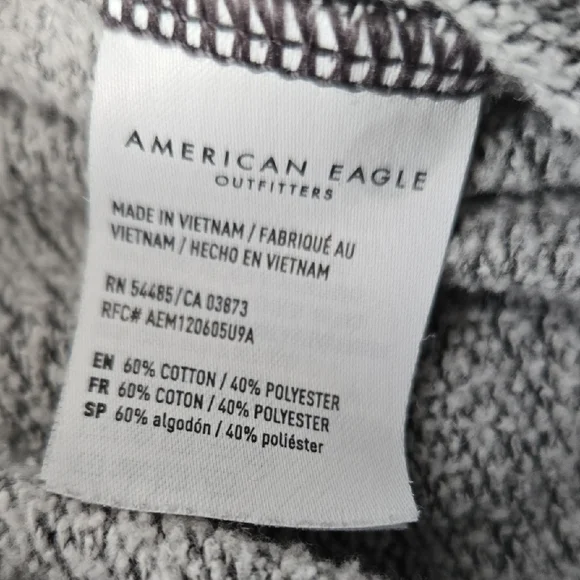 AMERICAN EAGLE
OUTFITTERS
MADE IN VIETNAM / FABRIQUÉ AU
VIETNAM / HECHO EN VIETNAM
RN 54485/CA 03873
RFC# AEM120605U9A
EN 60% COTTON / 40% POLYESTER
FR 60% COTON / 40% POLYESTER
SP 60% algodón / 40% poliéster